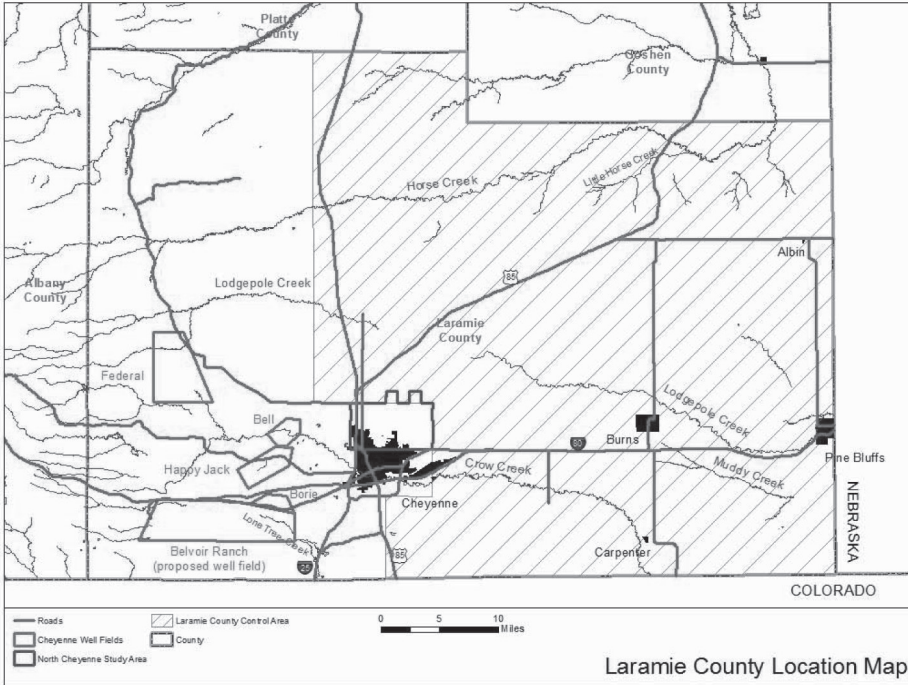 Platte
County
Goshen
County
Little Horse Creek
Horse Creek
Albin
Albany
County
Lodgepole Creek
85
Laramie
County
Federal
Lodgepole Creek
Bell
Burns
80
Pine Bluffs
Happy Jack
Crow Creek
Muddy Creek
Borie
Cheyenne
NEBRASKA
Lone Tree Creek
Belvoir Ranch
(proposed well field)
25
85
Carpenter
COLORADO
Roads
Laramie County Control Area
Cheyenne Well Fields
County
North Cheyenne Study Area
0 5 10
Miles
Laramie County Location Map